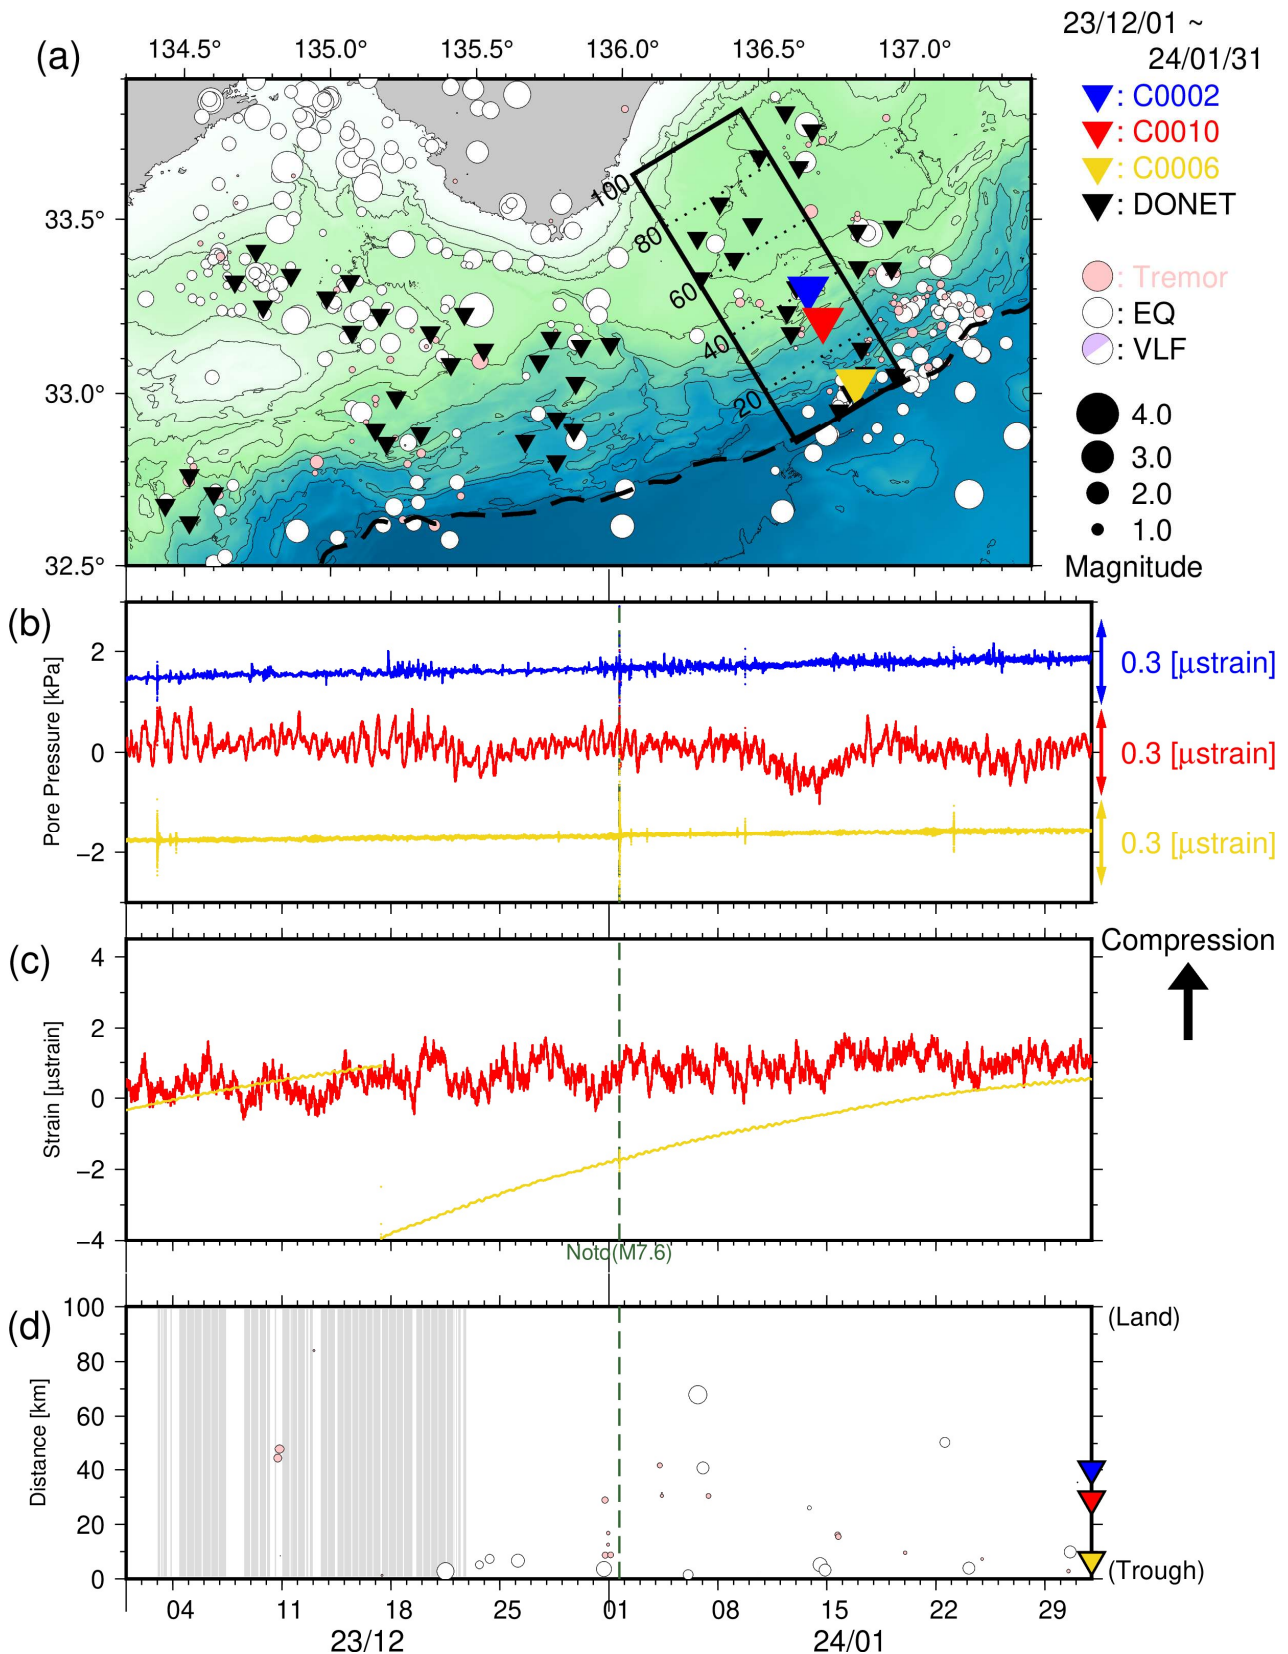 (a)
134.5° 135.0° 135.5° 136.0° 136.5° 137.0°
33.5°
33.0°
32.5°
100
80
60
40
20
23/12/01 ~
24/01/31
: C0002
: C0010
: C0006
: DONET
: Tremor
: EQ
: VLF
4.0
3.0
2.0
1.0
Magnitude
(b)
Pore Pressure [kPa]
2
0
−2
0.3 [μstrain]
0.3 [μstrain]
0.3 [μstrain]
(c)
Strain [μstrain]
4
2
0
−2
−4
Compression
Noto(M7.6)
(d)
Distance [km]
100
80
60
40
20
0
(Land)
(Trough)
04 11 18 25 01 08 15 22 29
23/12 24/01